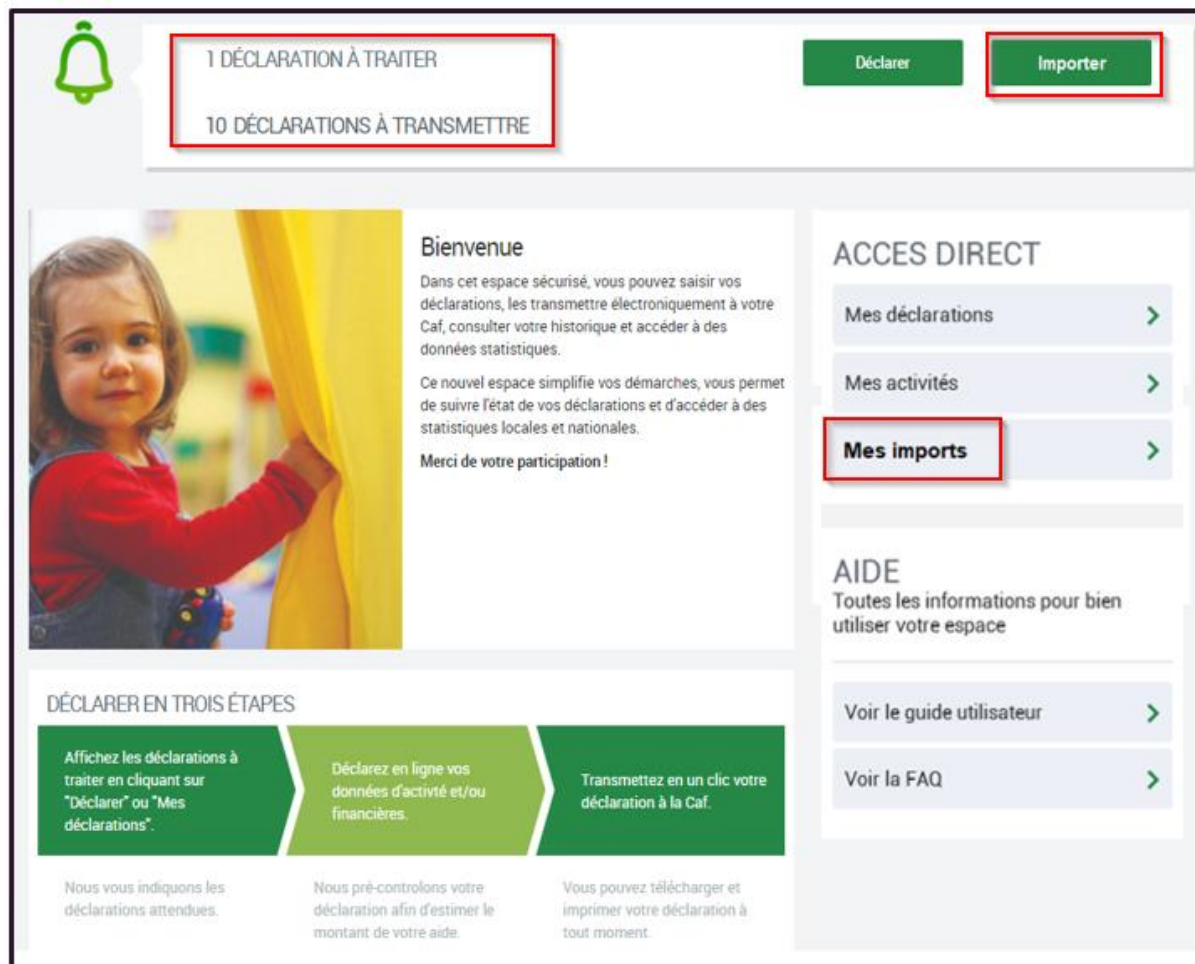 1 DÉCLARATION À TRAITER
10 DÉCLARATIONS À TRANSMETTRE
Déclarer
Importer
Bienvenue
Dans cet espace sécurisé, vous pouvez saisir vos
déclarations, les transmettre électroniquement à votre
Caf, consulter votre historique et accéder à des
données statistiques.
Ce nouvel espace simplifie vos démarches, vous permet
de suivre l'état de vos déclarations et d'accéder à des
statistiques locales et nationales.
Merci de votre participation !
ACCES DIRECT
Mes déclarations
Mes activités
Mes imports
AIDE
Toutes les informations pour bien
utiliser votre espace
Voir le guide utilisateur
Voir la FAQ
DÉCLARER EN TROIS ÉTAPES
Affichez les déclarations à
traiter en cliquant sur
"Déclarer" ou "Mes
déclarations".
Déclarez en ligne vos
données d'activté et/ou
financières.
Transmettez en un clic votre
déclaration à la Caf.
Nous vous indiquons les
déclarations attendues.
Nous pré-controlons votre
déclaration afin d'estimer le
montant de votre aide.
Vous pouvez télécharger et
imprimer votre déclaration à
tout moment.